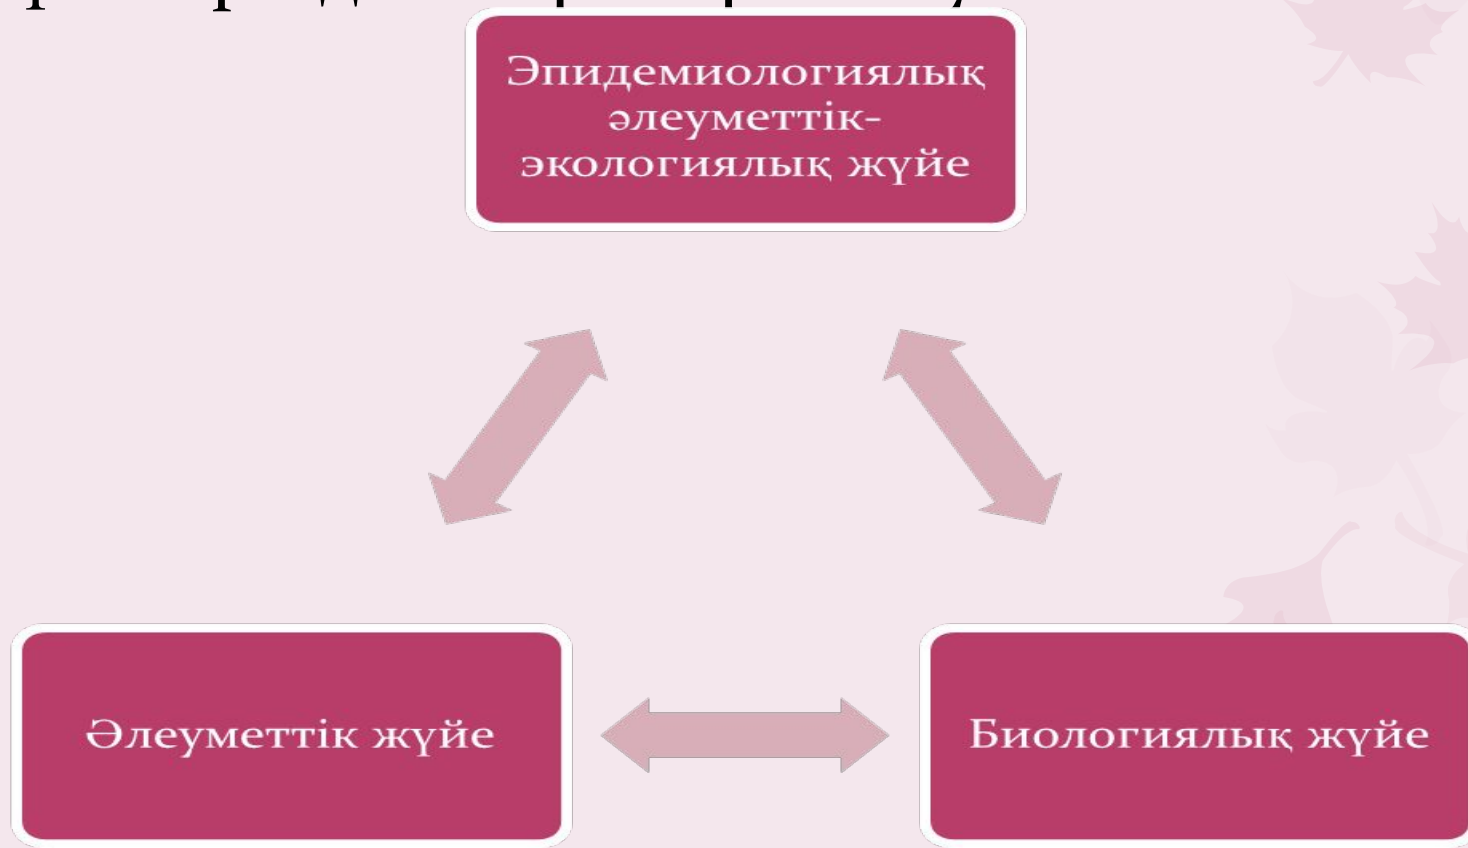 Эпидемиологиялық
әлеуметтік-
экологиялық жүйе
Әлеуметтік жүйе
Биологиялық жүйе